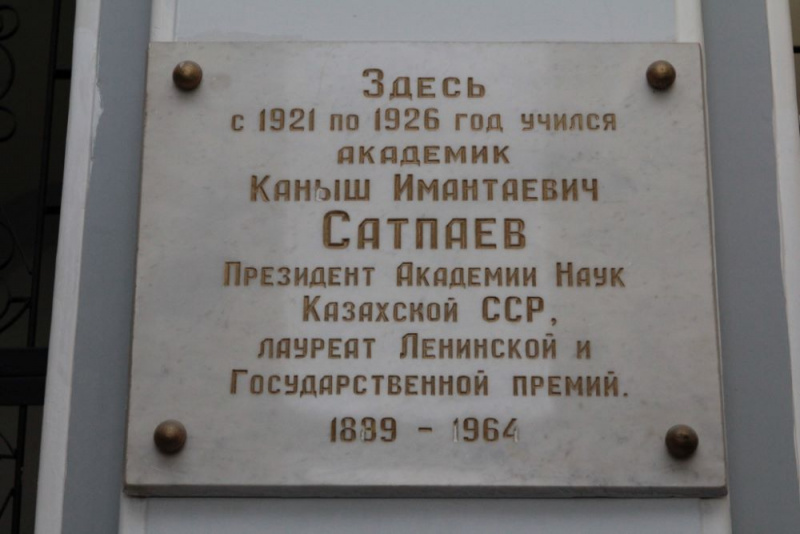 Здесь
с 1921 по 1926 год учился
академик
Каныш Имантаевич
Сатпаев
Президент Академии Наук
Казахской ССР,
лауреат Ленинской и
Государственной премий.
1889 - 1964